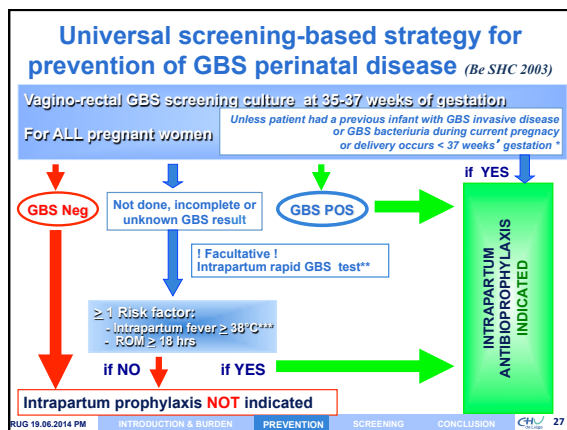 Universal screening-based strategy for
prevention of GBS perinatal disease (Be SHC 2003)
Vagino-rectal GBS screening culture at 35-37 weeks of gestation
For ALL pregnant women
Unless patient had a previous infant with GBS invasive disease
or GBS bacteriuria during current pregnacy
or delivery occurs < 37 weeks' gestation *
if YES
GBS Neg
Not done, incomplete or
unknown GBS result
GBS POS
! Facultative !
Intrapartum rapid GBS test**
INTRAPARTUM
ANTIBIOPROPHYLAXIS
INDICATED
≥ 1 Risk factor:
- Intrapartum fever ≥ 38°C***
- ROM ≥ 18 hrs
if NO
if YES
Intrapartum prophylaxis NOT indicated
RUG 19.06.2014 PM
INTRODUCTION & BURDEN
PREVENTION
SCREENING
CONCLUSION
CHU
de Liège
27